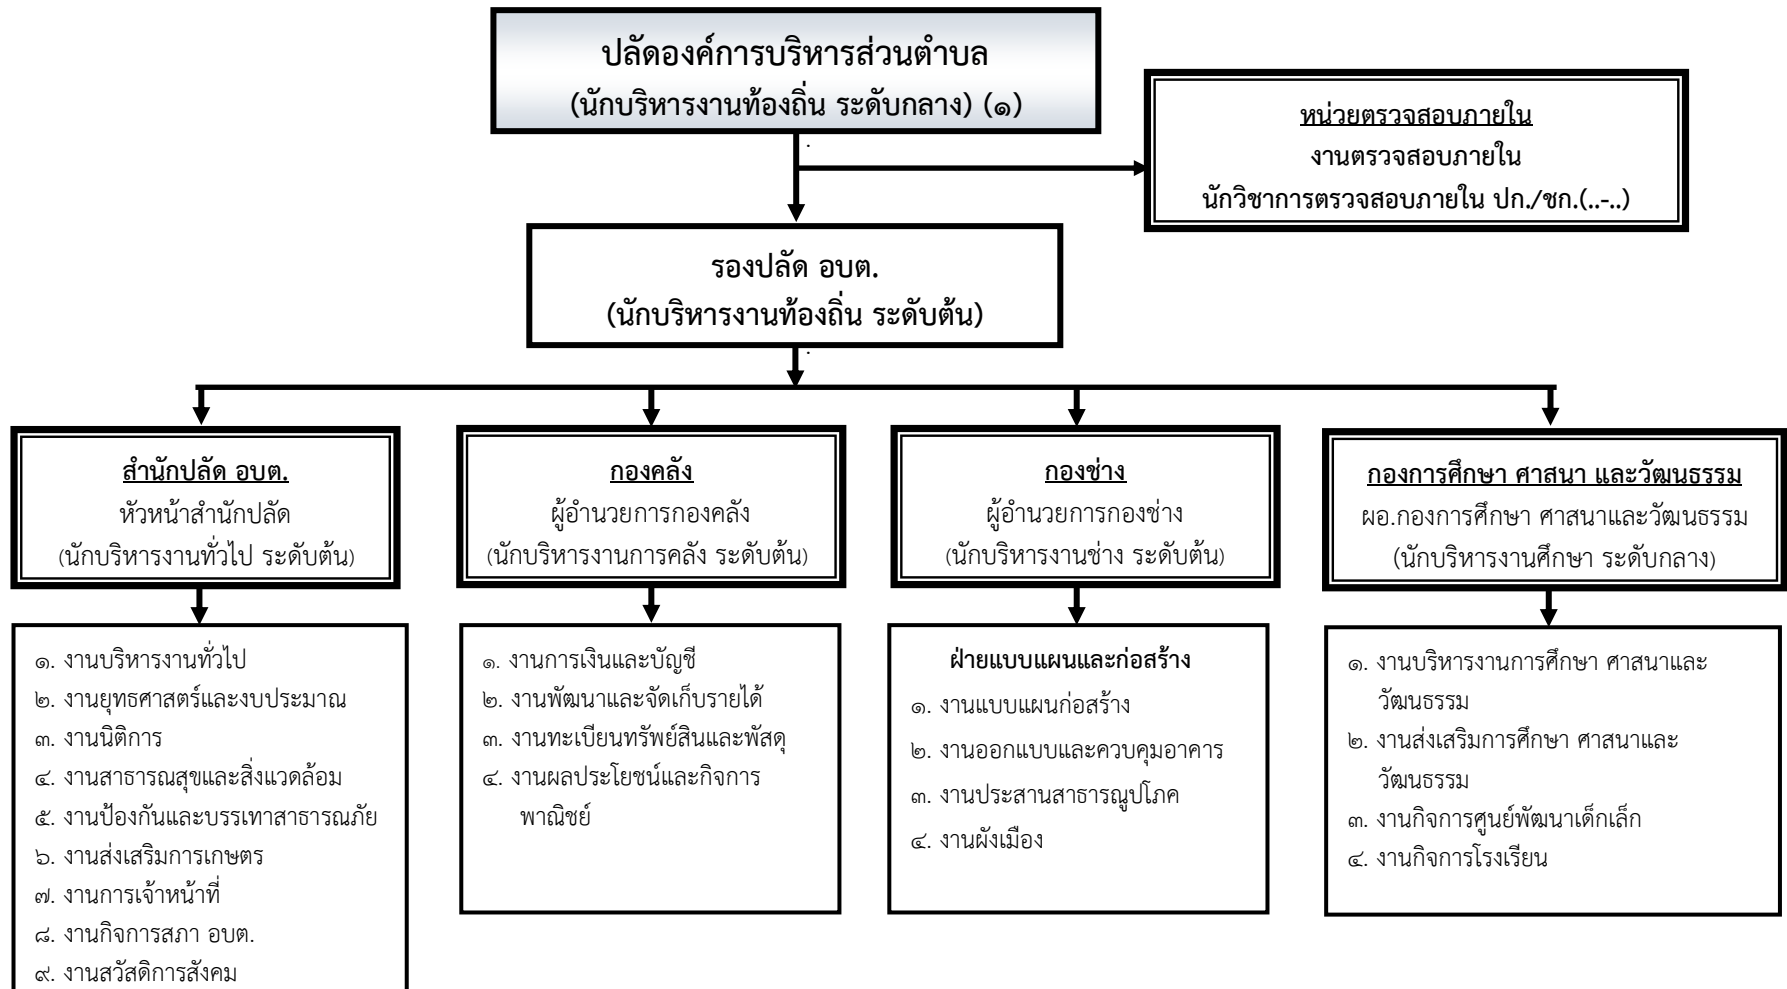 ปลัดองค์การบริหารส่วนตำบล
(นักบริหารงานท้องถิ่น ระดับกลาง) (๑)
หน่วยตรวจสอบภายใน
งานตรวจสอบภายใน
นักวิชาการตรวจสอบภายใน ปก./ชก.(..-..)
รองปลัด อบต.
(นักบริหารงานท้องถิ่น ระดับต้น)
สำนักปลัด อบต.
หัวหน้าสำนักปลัด
(นักบริหารงานทั่วไป ระดับต้น)
กองคลัง
ผู้อำนวยการกองคลัง
(นักบริหารงานการคลัง ระดับต้น)
กองช่าง
ผู้อำนวยการกองช่าง
(นักบริหารงานช่าง ระดับต้น)
กองการศึกษา ศาสนา และวัฒนธรรม
ผอ.กองการศึกษา ศาสนาและวัฒนธรรม
(นักบริหารงานศึกษา ระดับกลาง)
๑. งานบริหารงานทั่วไป
๒. งานยุทธศาสตร์และงบประมาณ
๓. งานนิติการ
๔. งานสาธารณสุขและสิ่งแวดล้อม
๕. งานป้องกันและบรรเทาสาธารณภัย
๖. งานส่งเสริมการเกษตร
๗. งานการเจ้าหน้าที่
๘. งานกิจการสภา อบต.
๙. งานสวัสดิการสังคม
๑. งานการเงินและบัญชี
๒. งานพัฒนาและจัดเก็บรายได้
๓. งานทะเบียนทรัพย์สินและพัสดุ
๔. งานผลประโยชน์และกิจการ
พาณิชย์
ฝ่ายแบบแผนและก่อสร้าง
๑. งานแบบแผนก่อสร้าง
๒. งานออกแบบและควบคุมอาคาร
๓. งานประสานสาธารณูปโภค
๔. งานผังเมือง
๑. งานบริหารงานการศึกษา ศาสนาและ
วัฒนธรรม
๒. งานส่งเสริมการศึกษา ศาสนาและ
วัฒนธรรม
๓. งานกิจการศูนย์พัฒนาเด็กเล็ก
๔. งานกิจการโรงเรียน